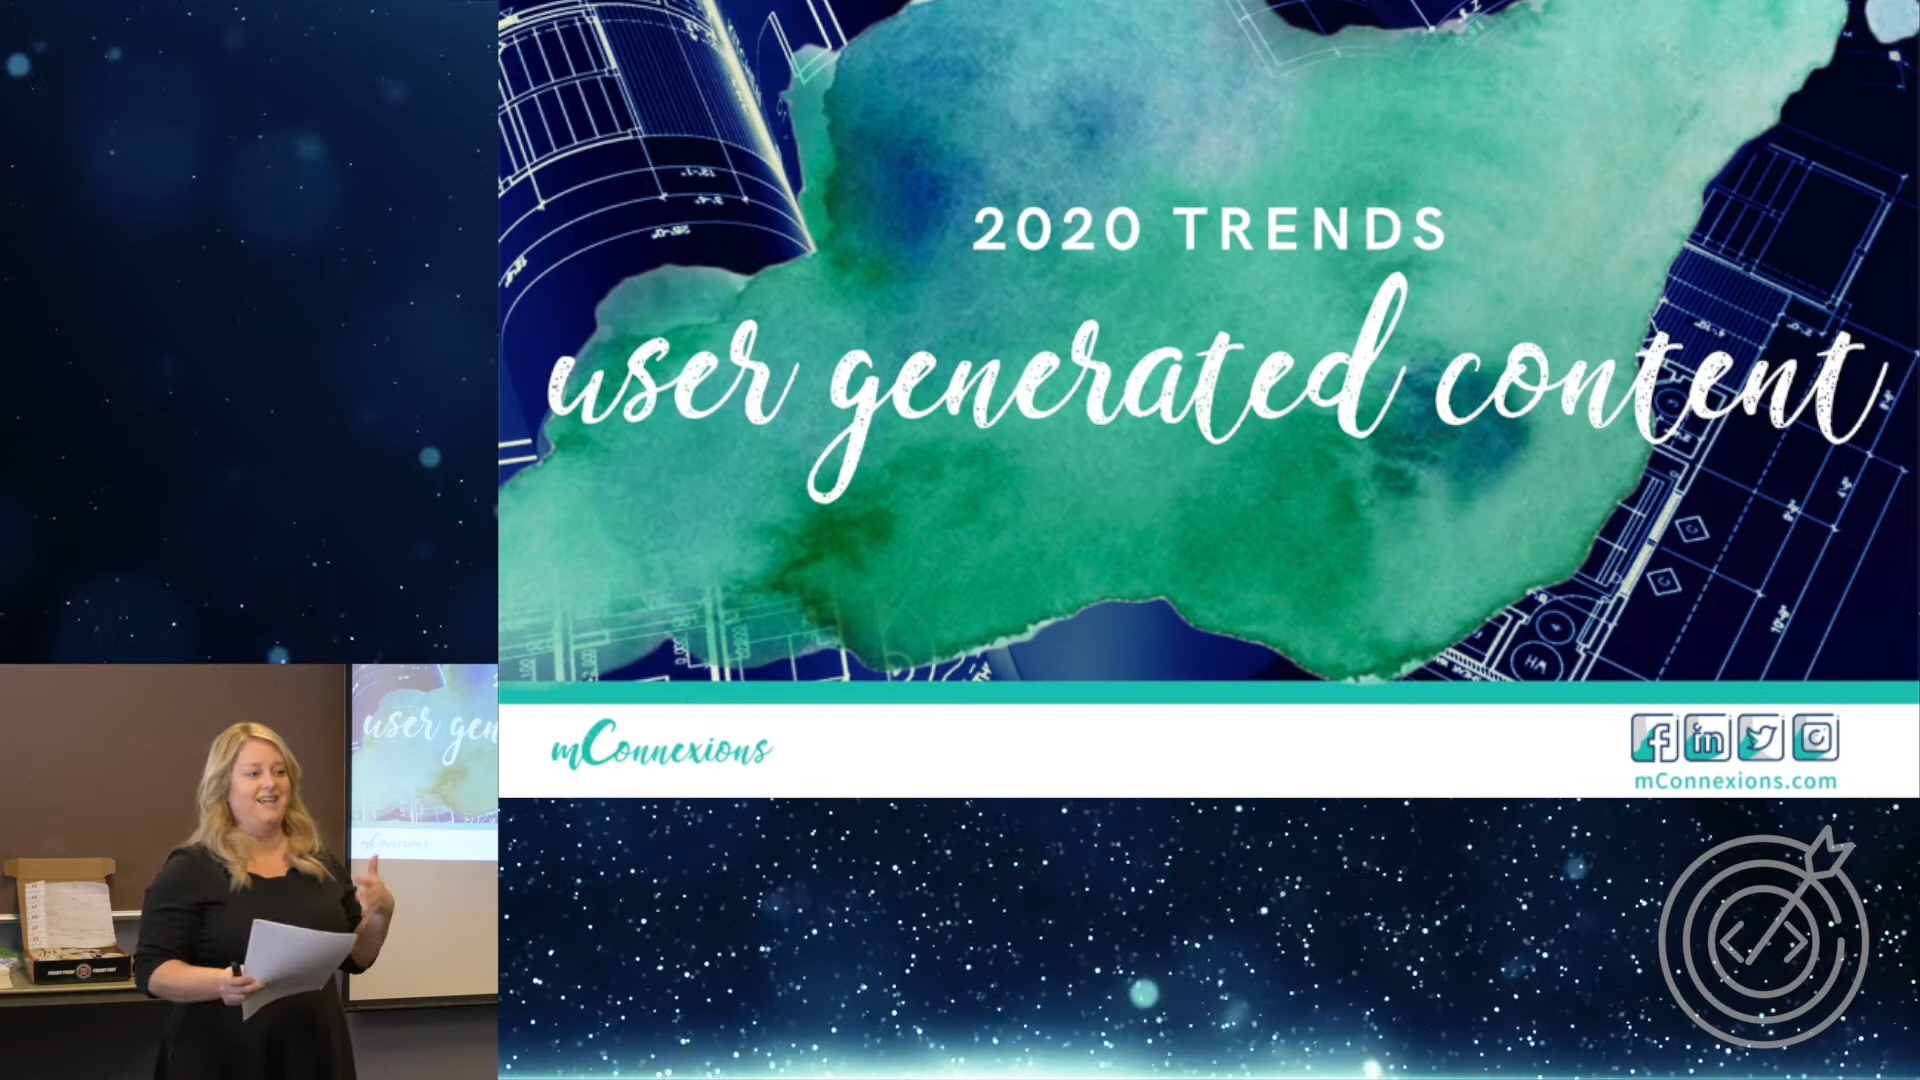 2020 TRENDS
user generated content
mConnexions
mConnexions.com
user gen